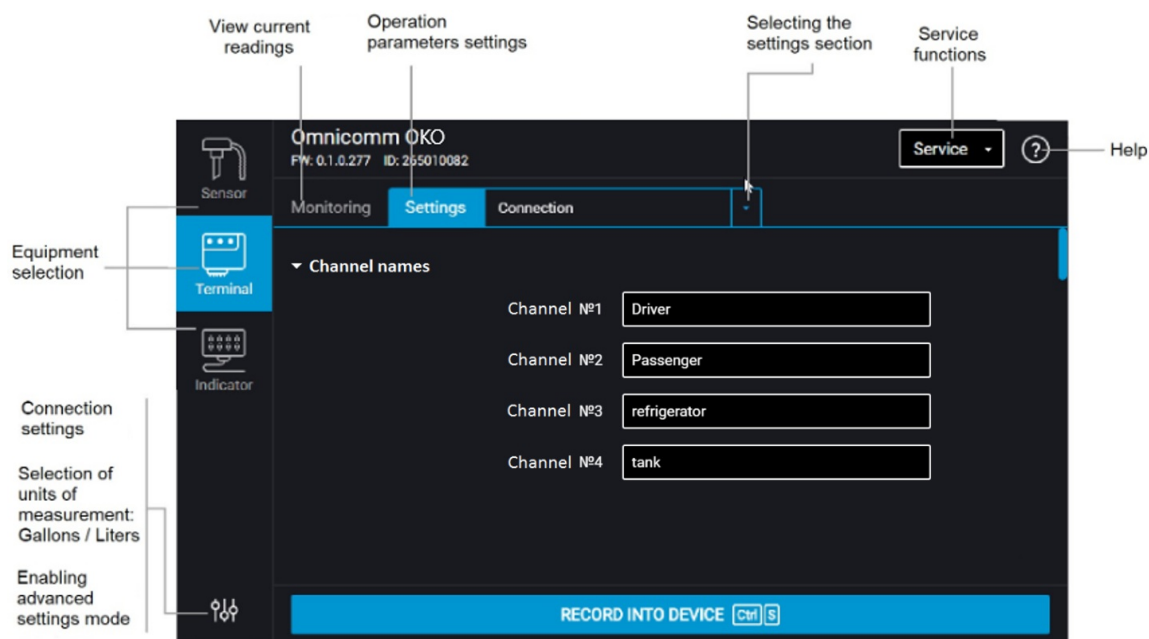 View current
readings
Operation
parameters settings
Selecting the
settings section
Service
functions
Omnicomm OKO
FW: 0.1.0.277 ID: 265010082
Service
?
Help
Sensor
Monitoring
Settings
Connection
Equipment
selection
Terminal
Channel names
Channel №1
Driver
Channel №2
Passenger
Indicator
Channel №3
refrigerator
Channel №4
tank
Connection
settings
Selection of
units of
measurement:
Gallons / Liters
Enabling
advanced
settings mode
RECORD INTO DEVICE Ctrl S